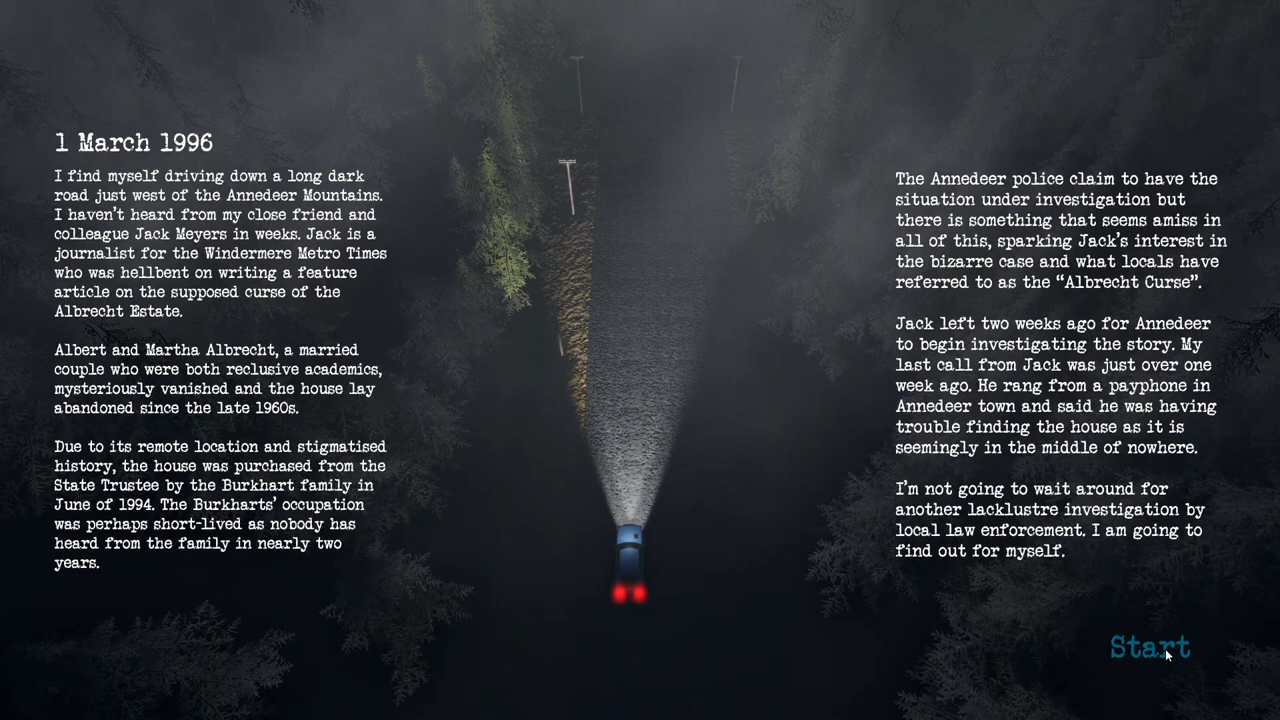 1 March 1996
I find myself driving down a long dark
road just west of the Annedeer Mountains.
I haven't heard from my close friend and
colleague Jack Meyers in weeks. Jack is a
journalist for the Windermere Metro Times
who was hellbent on writing a feature
article on the supposed curse of the
Albrecht Estate.
Albert and Martha Albrecht, a married
couple who were both reclusive academics,
mysteriously vanished and the house lay
abandoned since the late 1960s.
Due to its remote location and stigmatised
history, the house was purchased from the
State Trustee by the Burkhart family in
June of 1994. The Burkharts' occupation
was perhaps short-lived as nobody has
heard from the family in nearly two
years.
The Annedeer police claim to have the
situation under investigation but
there is something that seems amiss in
all of this, sparking Jack's interest in
the bizarre case and what locals have
referred to as the “Albrecht Curse”.
Jack left two weeks ago for Annedeer
to begin investigating the story. My
last call from Jack was just over one
week ago. He rang from a payphone in
Annedeer town and said he was having
trouble finding the house as it is
seemingly in the middle of nowhere.
I'm not going to wait around for
another lacklustre investigation by
local law enforcement. I am going to
find out for myself.
Start